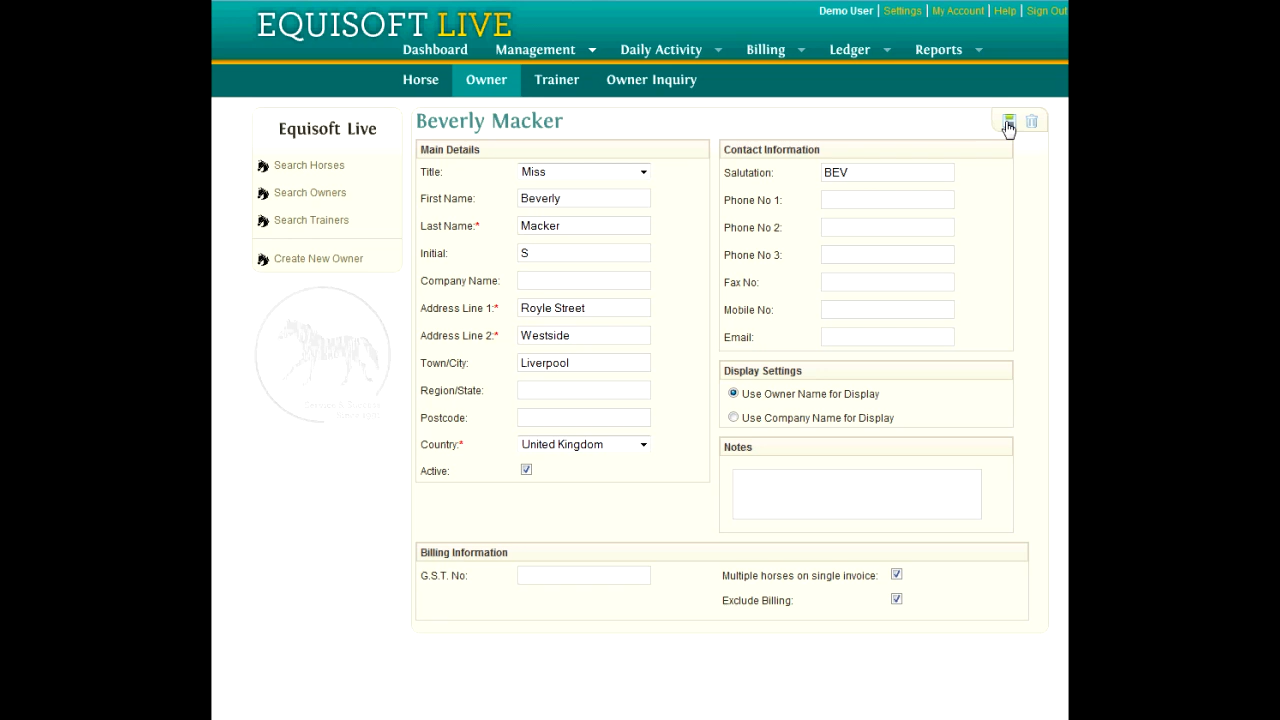 EQUISOFT LIVE
Demo User | Settings | My Account | Help | Sign Out
Dashboard Management Daily Activity Billing Ledger Reports
Horse Owner Trainer Owner Inquiry
Equisoft Live
Search Horses
Search Owners
Search Trainers
Create New Owner
Beverly Macker
Main Details
Title: Miss
First Name: Beverly
Last Name:* Macker
Initial: S
Company Name:
Address Line 1:* Royle Street
Address Line 2:* Westside
Town/City: Liverpool
Region/State:
Postcode:
Country:* United Kingdom
Active:
Contact Information
Salutation: BEV
Phone No 1:
Phone No 2:
Phone No 3:
Fax No:
Mobile No:
Email:
Display Settings
Use Owner Name for Display
Use Company Name for Display
Notes
Billing Information
G.S.T. No:
Multiple horses on single invoice:
Exclude Billing: